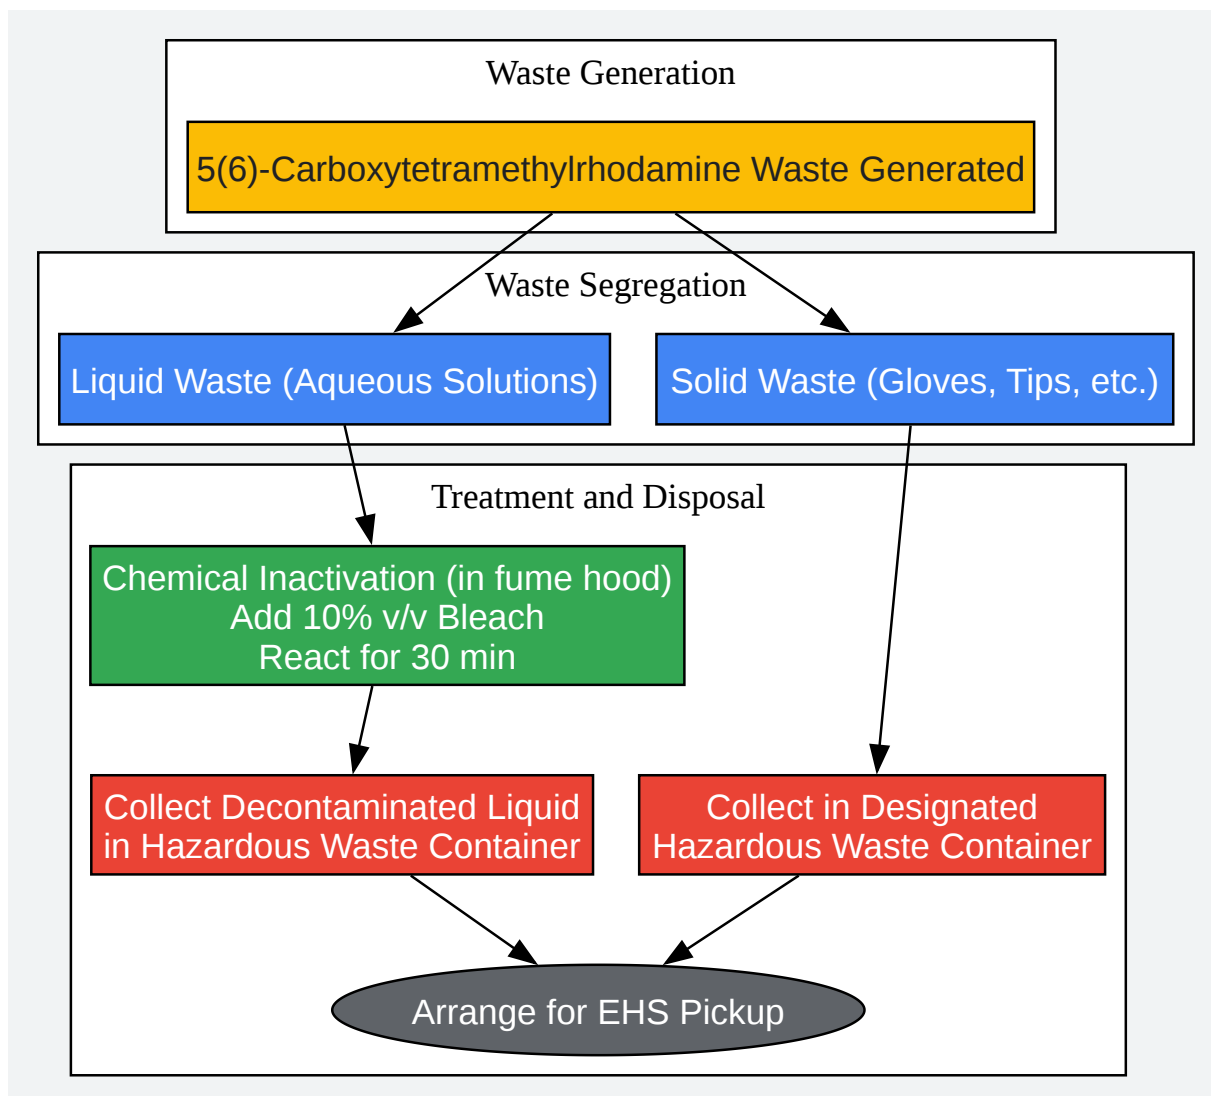 Waste Generation
5(6)-Carboxytetramethylrhodamine Waste Generated
Waste Segregation
Liquid Waste (Aqueous Solutions)
Solid Waste (Gloves, Tips, etc.)
Treatment and Disposal
Chemical Inactivation (in fume hood)
Add 10% v/v Bleach
React for 30 min
Collect Decontaminated Liquid
in Hazardous Waste Container
Collect in Designated
Hazardous Waste Container
Arrange for EHS Pickup